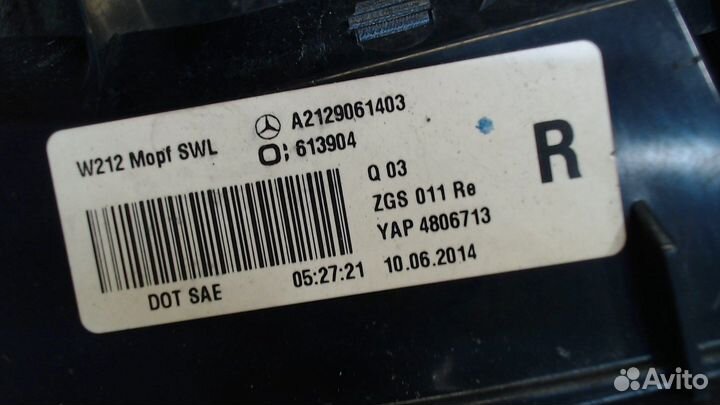 W212 Mopf SWL
A2129061403
613904
Q 03
ZGS 011 Re
YAP 4806713
R
DOT SAE
05:27:21
10.06.2014
Avito